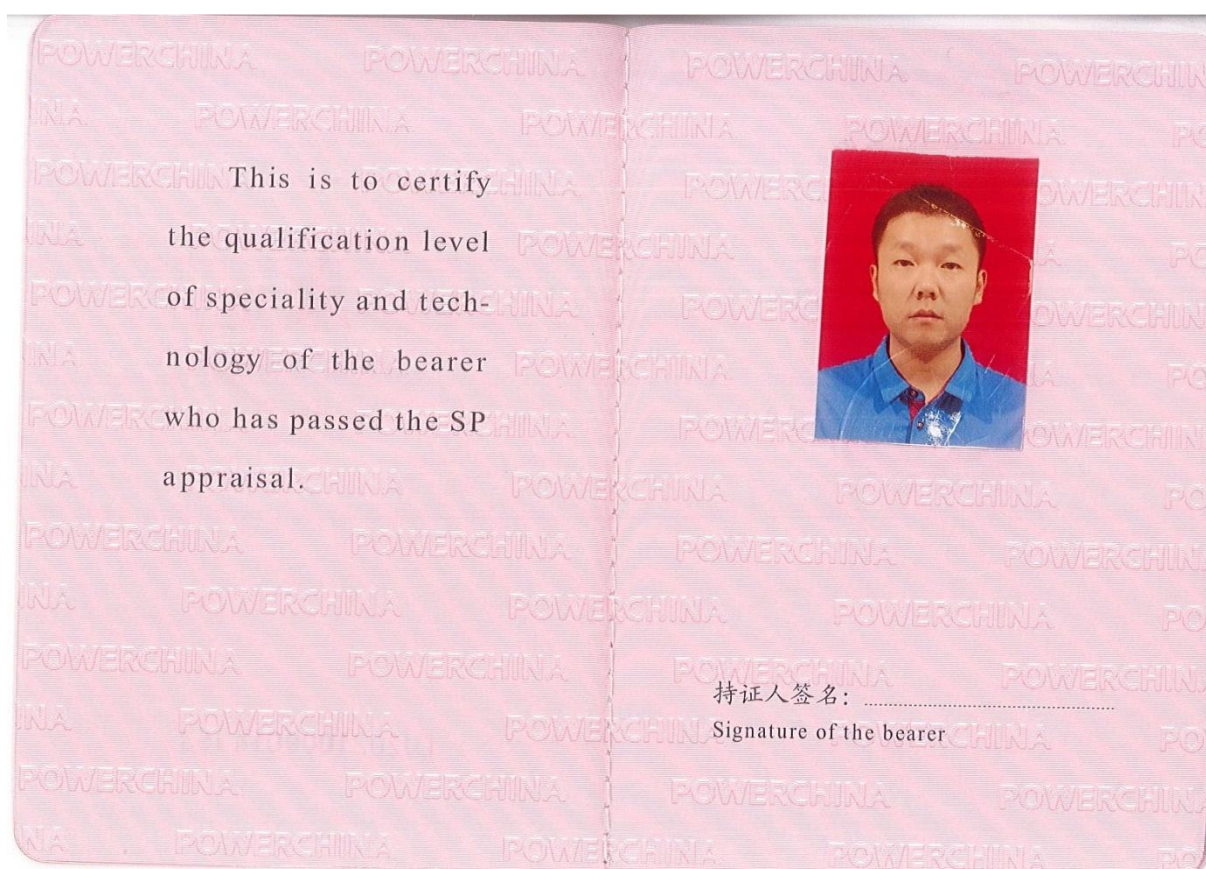 This is to certify
the qualification level
of speciality and tech-
nology of the bearer
who has passed the SP
appraisal.
持证人签名：
Signature of the bearer
POWERCHINA